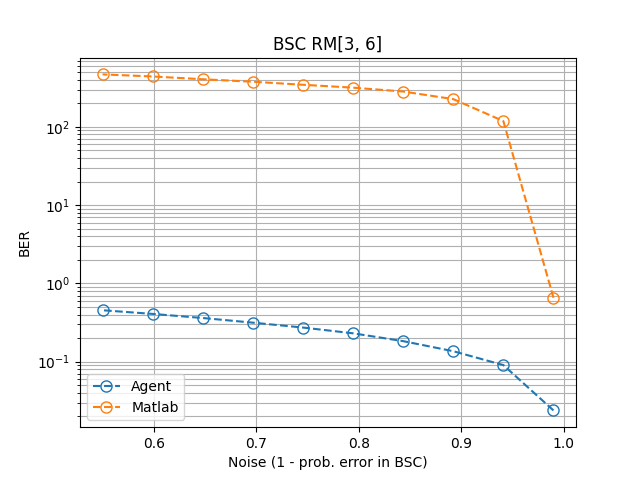 BSC RM[3, 6]
BER
10²
10¹
10⁰
10⁻¹
Agent
Matlab
0.6 0.7 0.8 0.9 1.0
Noise (1 - prob. error in BSC)